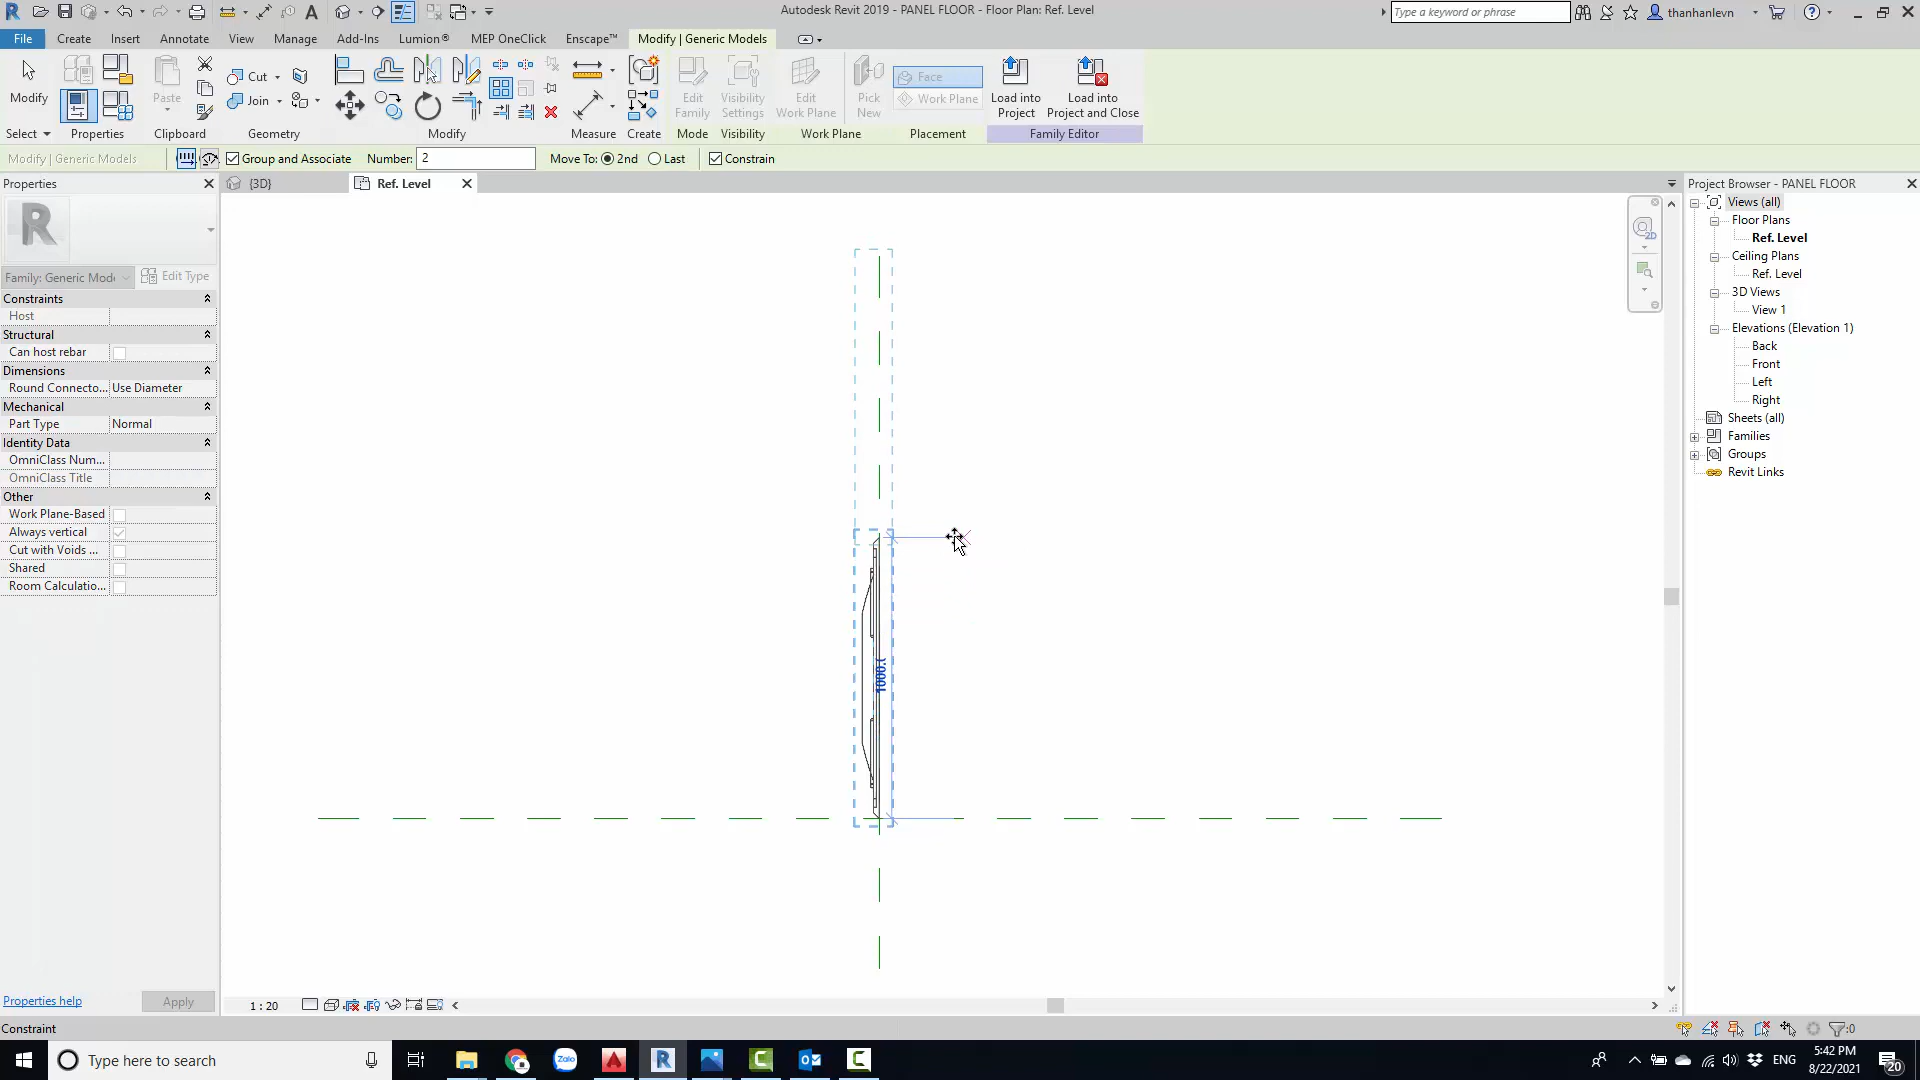 Autodesk Revit 2019 - PANEL FLOOR - Floor Plan: Ref. Level
Type a keyword or phrase
thanhanlevn
File Create Insert Annotate View Manage Add-Ins Lumion® MEP OneClick Enscape™ Modify | Generic Models
Modify
Paste
Cut
Join
Edit Family
Visibility Settings
Edit Work Plane
Pick New
Face
Work Plane
Load into Project
Load into Project and Close
Select Properties Clipboard Geometry Modify Measure Create Mode Visibility Work Plane Placement Family Editor
Modify | Generic Models
Group and Associate Number: 2 Move To: 2nd Last Constrain
Properties
{3D}
Ref. Level
Family: Generic Mode
Edit Type
Constraints
Host
Structural
Can host rebar
Dimensions
Round Connecto... Use Diameter
Mechanical
Part Type Normal
Identity Data
OmniClass Num...
OmniClass Title
Other
Work Plane-Based
Always vertical
Cut with Voids ...
Shared
Room Calculatio...
Properties help
Apply
2D
Project Browser - PANEL FLOOR
Views (all)
Floor Plans
Ref. Level
Ceiling Plans
Ref. Level
3D Views
View 1
Elevations (Elevation 1)
Back
Front
Left
Right
Sheets (all)
Families
Groups
Revit Links
1 : 20
Constraint
:0
Type here to search
Zalo
ENG
5:42 PM
8/22/2021
20